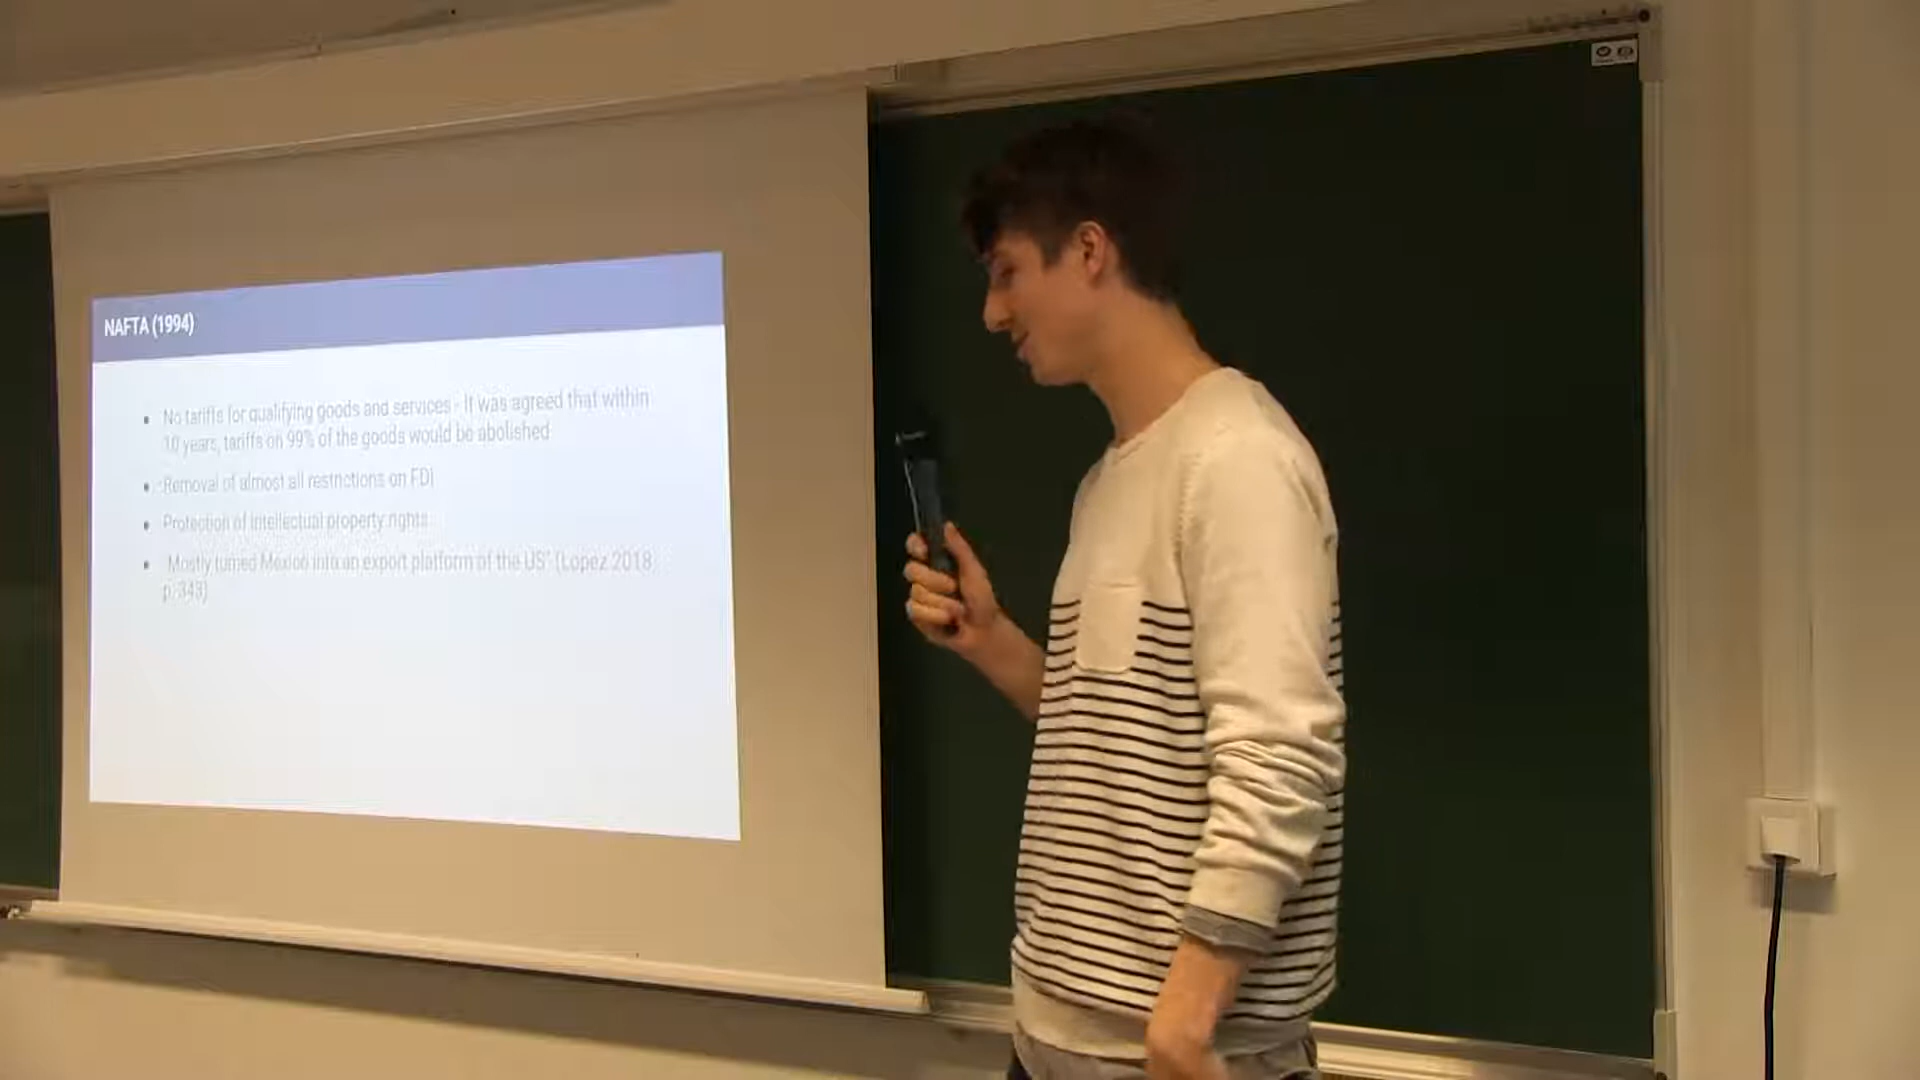 NAFTA (1994)
No tariffs for qualifying goods and services - It was agreed that within
10 years, tariffs on 99% of the goods would be abolished
Removal of almost all restrictions on FDI
Protection of intellectual property rights
"Mostly turned Mexico into an export platform of the US" (Lopez 2018
p. 343)